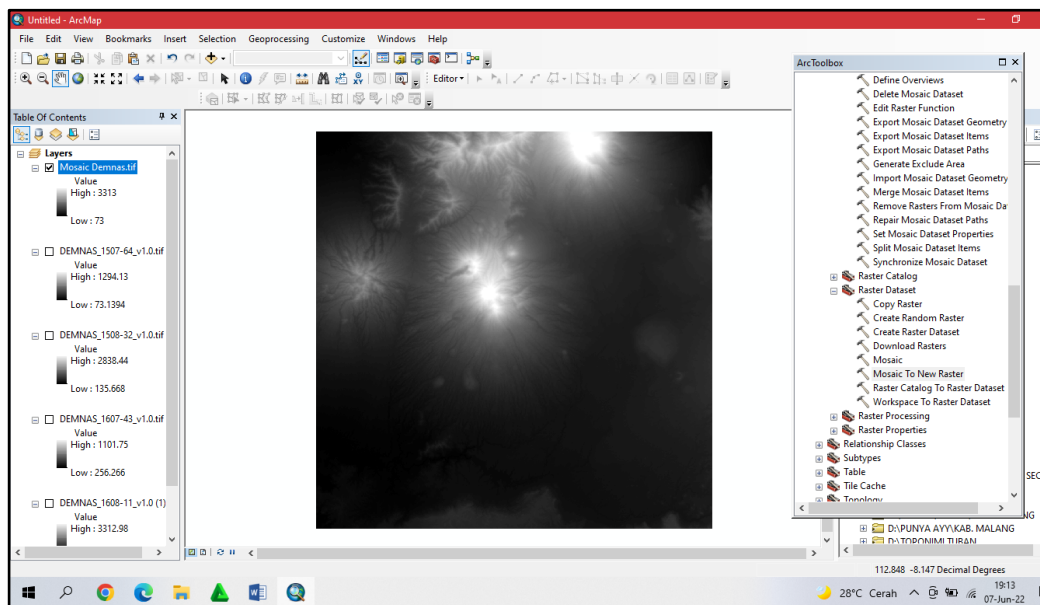 Untitled - ArcMap
File Edit View Bookmarks Insert Selection Geoprocessing Customize Windows Help
Editor
Table Of Contents
Layers
Mosaic Demnas.tif
Value
High : 3313
Low : 73
DEMNAS_1507-64_v1.0.tif
Value
High : 1294.13
Low : 73.1394
DEMNAS_1508-32_v1.0.tif
Value
High : 2838.44
Low : 135.668
DEMNAS_1607-43_v1.0.tif
Value
High : 1101.75
Low : 256.266
DEMNAS_1608-11_v1.0 (1)
Value
High : 3312.98
ArcToolbox
Define Overviews
Delete Mosaic Dataset
Edit Raster Function
Export Mosaic Dataset Geometry
Export Mosaic Dataset Items
Export Mosaic Dataset Paths
Generate Exclude Area
Import Mosaic Dataset Geometry
Merge Mosaic Dataset Items
Remove Rasters From Mosaic Da
Repair Mosaic Dataset Paths
Set Mosaic Dataset Properties
Split Mosaic Dataset Items
Synchronize Mosaic Dataset
Raster Catalog
Raster Dataset
Copy Raster
Create Random Raster
Create Raster Dataset
Download Rasters
Mosaic
Mosaic To New Raster
Raster Catalog To Raster Dataset
Workspace To Raster Dataset
Raster Processing
Raster Properties
Relationship Classes
Subtypes
Table
Tile Cache
Topology
SEC
NG
D:\PUNYA AYY\KAB. MALANG
D:\TOPONIMI TUBAN
112.848 -8.147 Decimal Degrees
28°C Cerah
19:13
07-Jun-22